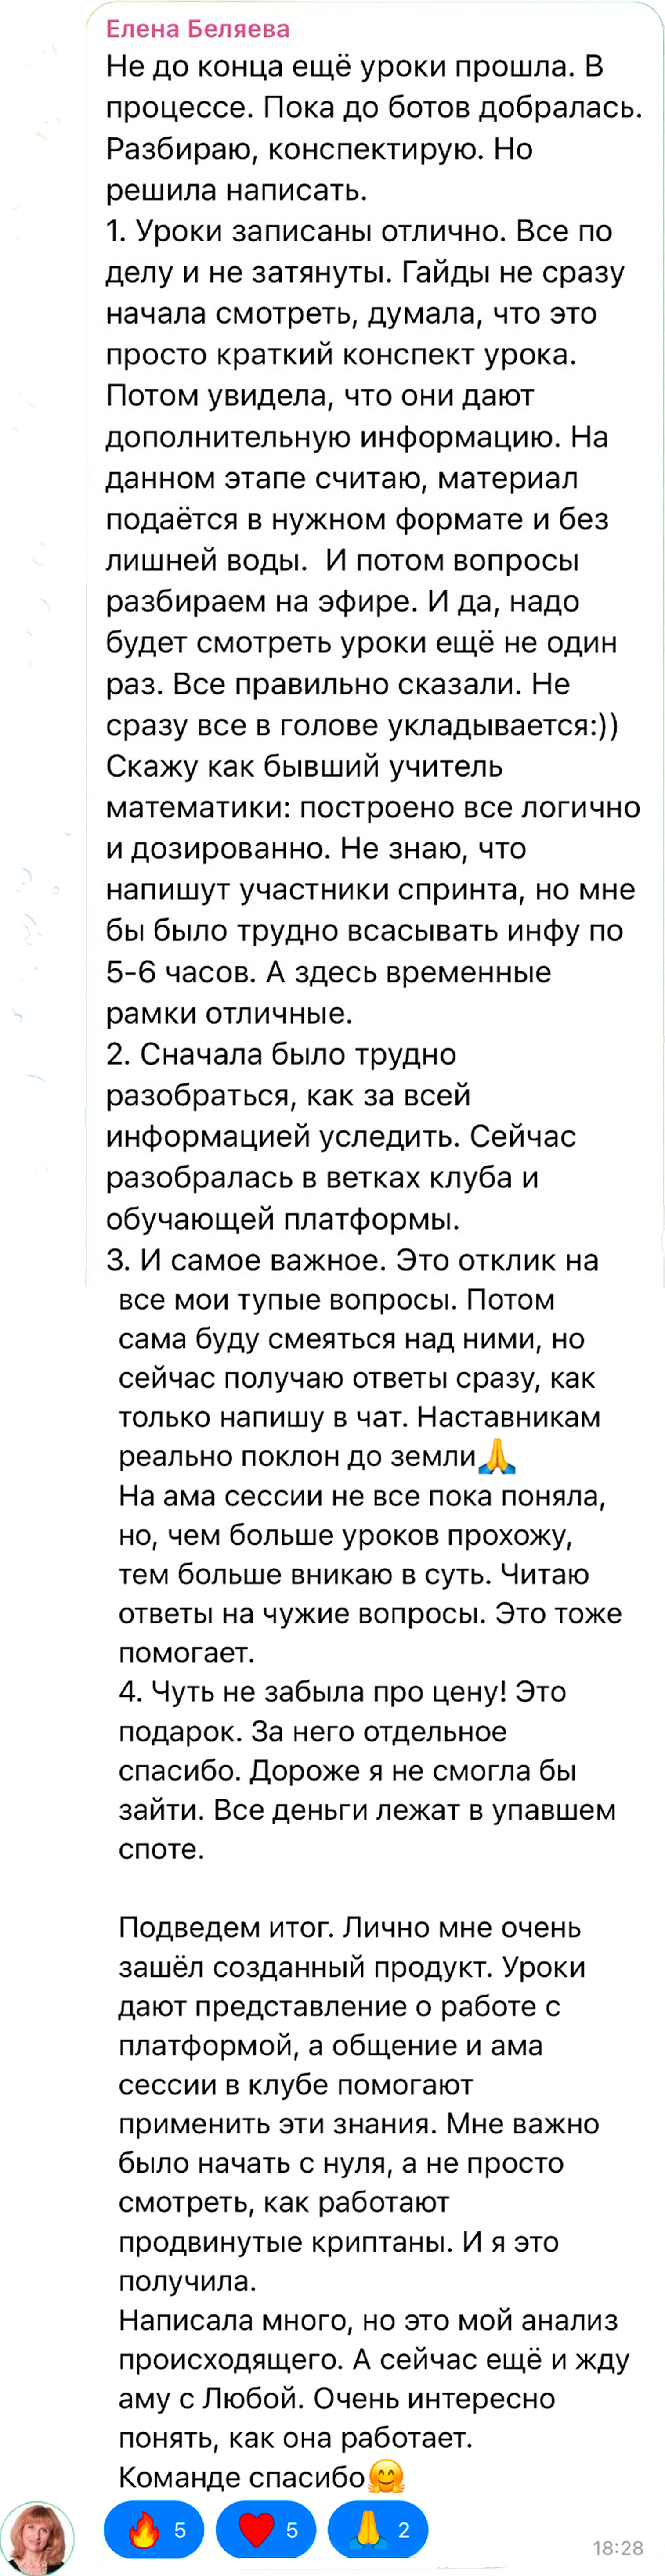 Елена Беляева
Не до конца ещё уроки прошла. В
процессе. Пока до ботов добралась.
Разбираю, конспектирую. Но
решила написать.
1. Уроки записаны отлично. Все по
делу и не затянуты. Гайды не сразу
начала смотреть, думала, что это
просто краткий конспект урока.
Потом увидела, что они дают
дополнительную информацию. На
данном этапе считаю, материал
подаётся в нужном формате и без
лишней воды.  И потом вопросы
разбираем на эфире. И да, надо
будет смотреть уроки ещё не один
раз. Все правильно сказали. Не
сразу все в голове укладывается:))
Скажу как бывший учитель
математики: построено все логично
и дозированно. Не знаю, что
напишут участники спринта, но мне
бы было трудно всасывать инфу по
5-6 часов. А здесь временные
рамки отличные.
2. Сначала было трудно
разобраться, как за всей
информацией уследить. Сейчас
разобралась в ветках клуба и
обучающей платформы.
3. И самое важное. Это отклик на
все мои тупые вопросы. Потом
сама буду смеяться над ними, но
сейчас получаю ответы сразу, как
только напишу в чат. Наставникам
реально поклон до земли🙏
На ама сессии не все пока поняла,
но, чем больше уроков прохожу,
тем больше вникаю в суть. Читаю
ответы на чужие вопросы. Это тоже
помогает.
4. Чуть не забыла про цену! Это
подарок. За него отдельное
спасибо. Дороже я не смогла бы
зайти. Все деньги лежат в упавшем
споте.
Подведем итог. Лично мне очень
зашёл созданный продукт. Уроки
дают представление о работе с
платформой, а общение и ама
сессии в клубе помогают
применить эти знания. Мне важно
было начать с нуля, а не просто
смотреть, как работают
продвинутые криптаны. И я это
получила.
Написала много, но это мой анализ
происходящего. А сейчас ещё и жду
аму с Любой. Очень интересно
понять, как она работает.
Команде спасибо🤗
🔥 5 ❤️ 5 🙏 2
18:28